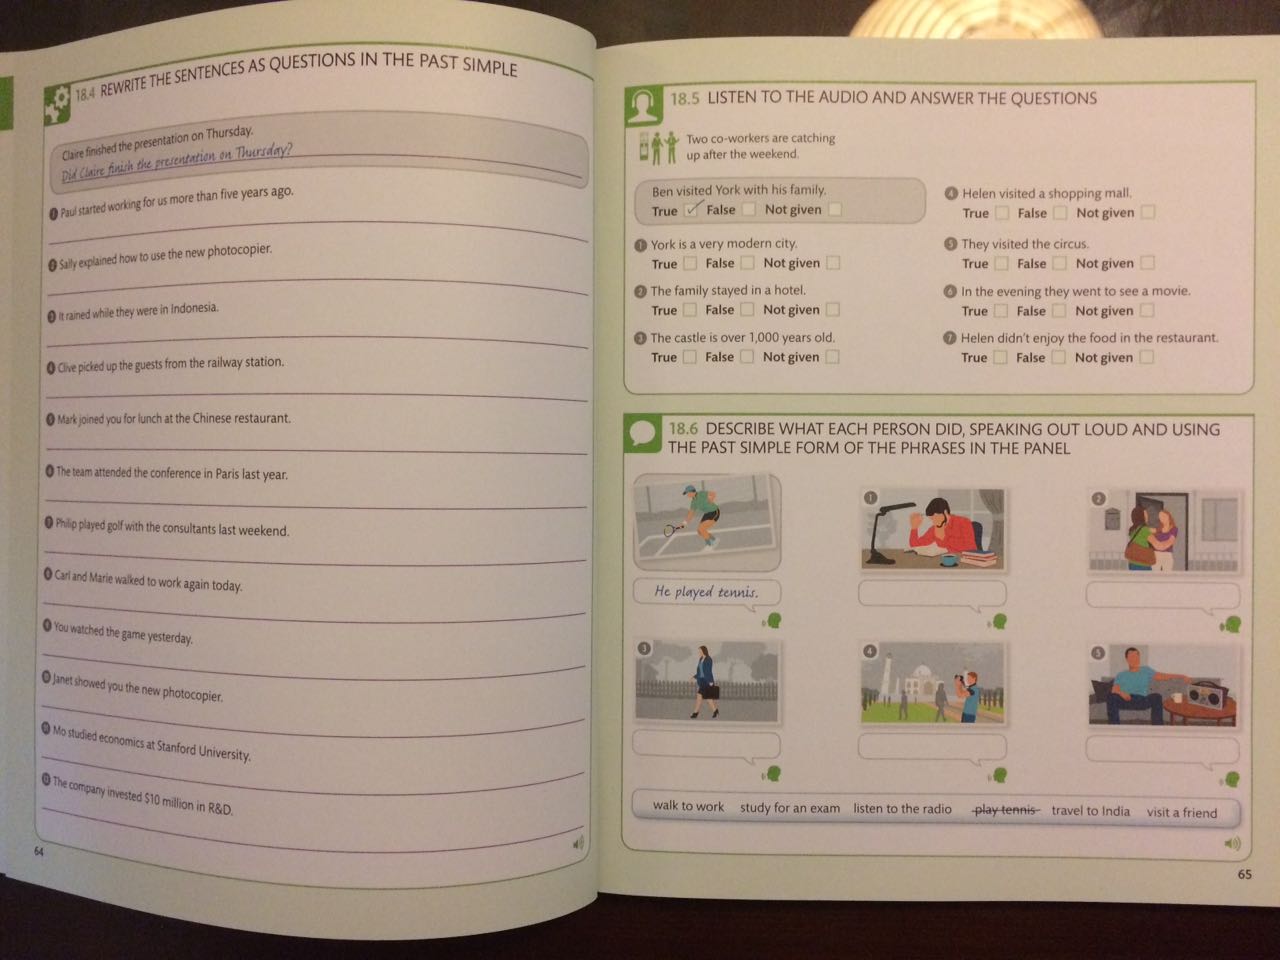 18.4 REWRITE THE SENTENCES AS QUESTIONS IN THE PAST SIMPLE
Claire finished the presentation on Thursday.
Did Claire finish the presentation on Thursday?
1 Paul started working for us more than five years ago.
2 Sally explained how to use the new photocopier.
3 It rained while they were in Indonesia.
4 Clive picked up the guests from the railway station.
5 Mark joined you for lunch at the Chinese restaurant.
6 The team attended the conference in Paris last year.
7 Philip played golf with the consultants last weekend.
8 Carl and Marie walked to work again today.
9 You watched the game yesterday.
10 Janet showed you the new photocopier.
11 Mo studied economics at Stanford University.
12 The company invested $10 million in R&D.
64
18.5 LISTEN TO THE AUDIO AND ANSWER THE QUESTIONS
Two co-workers are catching
up after the weekend.
Ben visited York with his family.
True ✓ False Not given
1 York is a very modern city.
True False Not given
2 The family stayed in a hotel.
True False Not given
3 The castle is over 1,000 years old.
True False Not given
4 Helen visited a shopping mall.
True False Not given
5 They visited the circus.
True False Not given
6 In the evening they went to see a movie.
True False Not given
7 Helen didn't enjoy the food in the restaurant.
True False Not given
18.6 DESCRIBE WHAT EACH PERSON DID, SPEAKING OUT LOUD AND USING
THE PAST SIMPLE FORM OF THE PHRASES IN THE PANEL
1
2
He played tennis.
3
4
5
walk to work study for an exam listen to the radio play tennis travel to India visit a friend
65